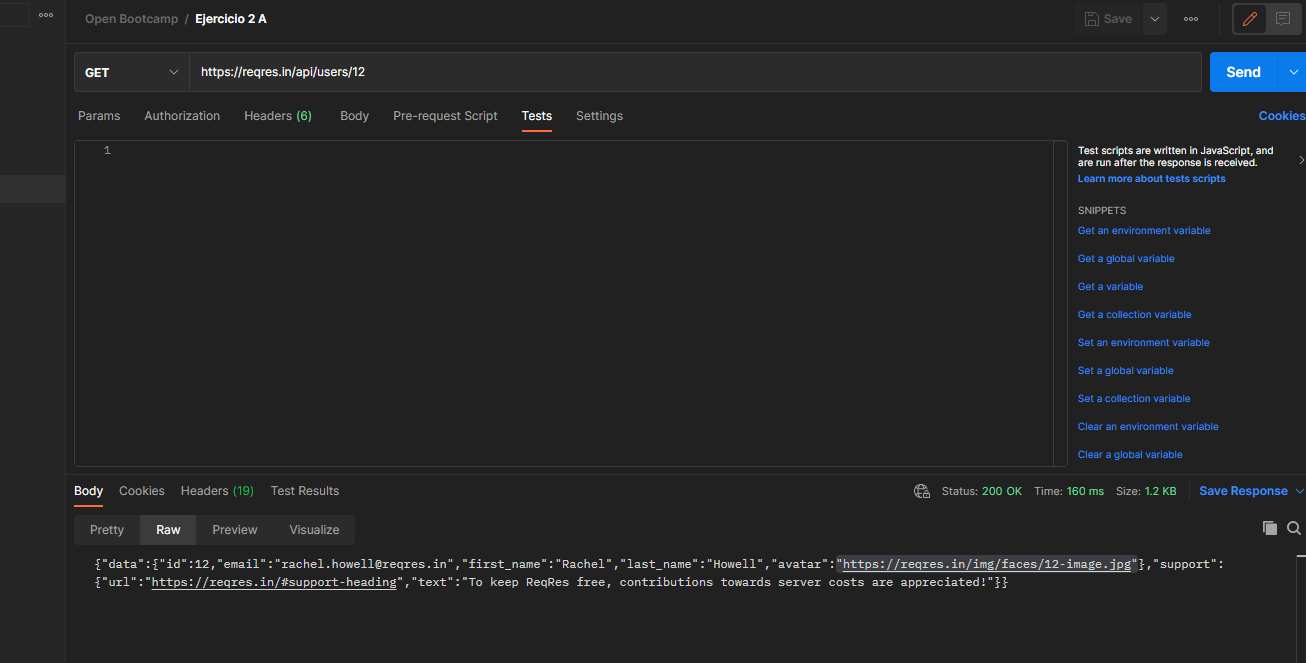 Open Bootcamp / Ejercicio 2 A
Save
GET
https://reqres.in/api/users/12
Send
Params Authorization Headers (6) Body Pre-request Script Tests Settings
Cookies
1
Test scripts are written in JavaScript, and
are run after the response is received.
Learn more about tests scripts
SNIPPETS
Get an environment variable
Get a global variable
Get a variable
Get a collection variable
Set an environment variable
Set a global variable
Set a collection variable
Clear an environment variable
Clear a global variable
Body Cookies Headers (19) Test Results
Status: 200 OK Time: 160 ms Size: 1.2 KB Save Response
Pretty Raw Preview Visualize
{"data":{"id":12,"email":"rachel.howell@reqres.in","first_name":"Rachel","last_name":"Howell","avatar":"https://reqres.in/img/faces/12-image.jpg"},"support":
{"url":"https://reqres.in/#support-heading","text":"To keep ReqRes free, contributions towards server costs are appreciated!"}}